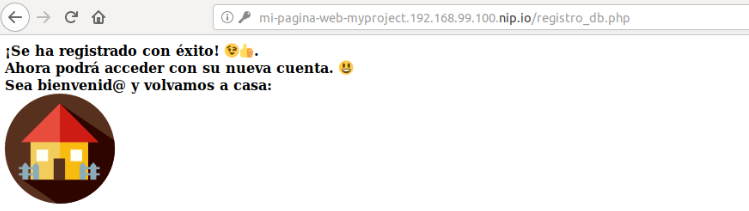 mi-pagina-web-myproject.192.168.99.100.nip.io/registro_db.php
¡Se ha registrado con éxito! 😉👍.
Ahora podrá acceder con su nueva cuenta. 😃
Sea bienvenid@ y volvamos a casa: